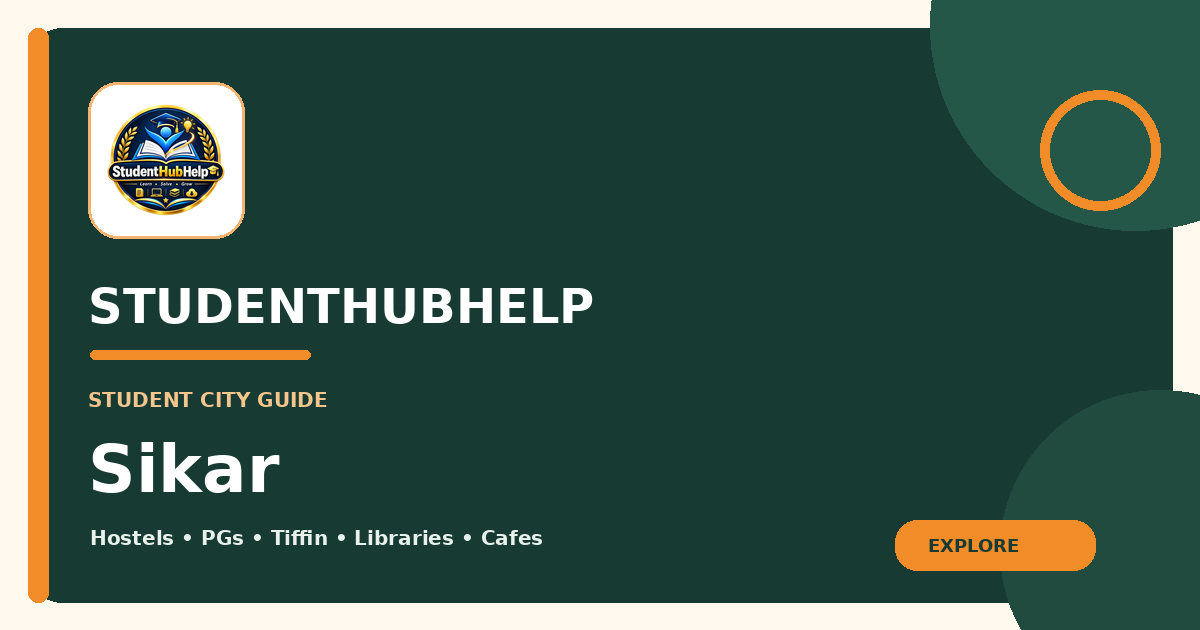 StudentHubHelp
Learn • Solve • Grow
STUDENTHUBHELP
STUDENT CITY GUIDE
Sikar
Hostels • PGs • Tiffin • Libraries • Cafes
EXPLORE